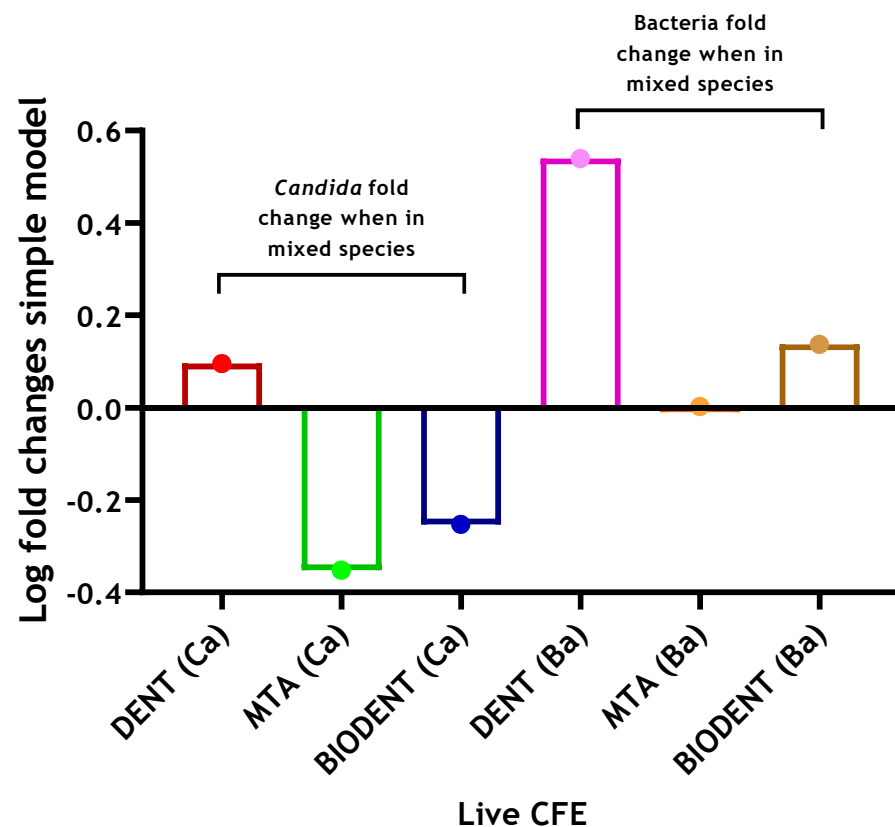 Bacteria fold
change when in
mixed species
Candida fold
change when in
mixed species
Log fold changes simple model
0.6
0.4
0.2
0.0
-0.2
-0.4
DENT (Ca)
MTA (Ca)
BIODENT (Ca)
DENT (Ba)
MTA (Ba)
BIODENT (Ba)
Live CFE